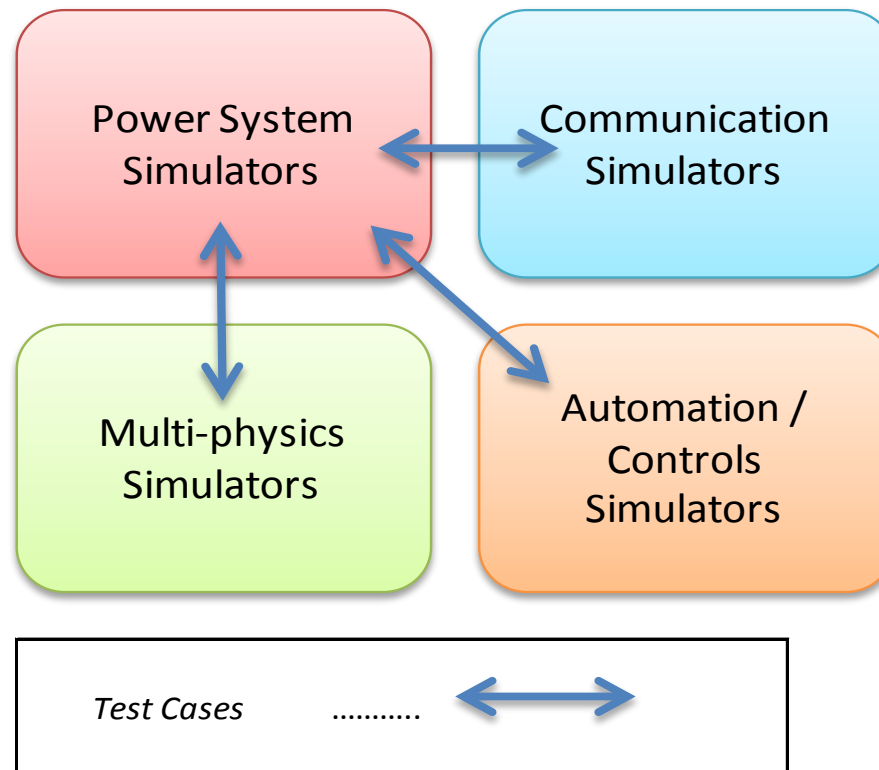 Power System
Simulators
Communication
Simulators
Multi-physics
Simulators
Automation /
Controls
Simulators
Test Cases ...........